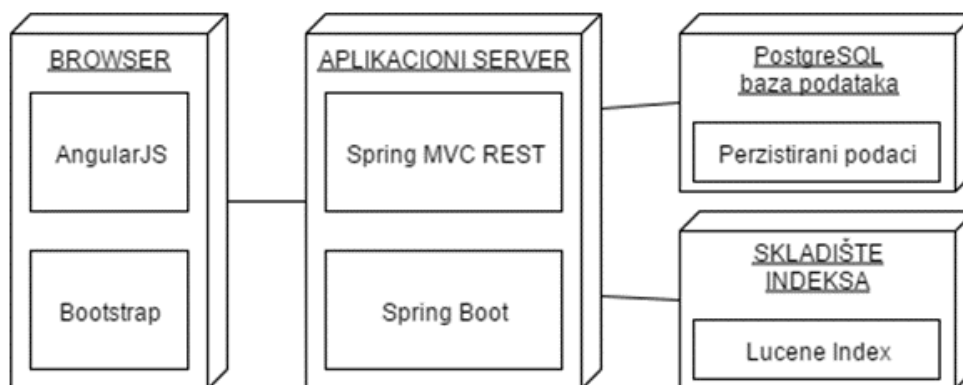 BROWSER
AngularJS
Bootstrap
APLIKACIONI SERVER
Spring MVC REST
Spring Boot
PostgreSQL
baza podataka
Perzistirani podaci
SKLADIŠTE
INDEKSA
Lucene Index